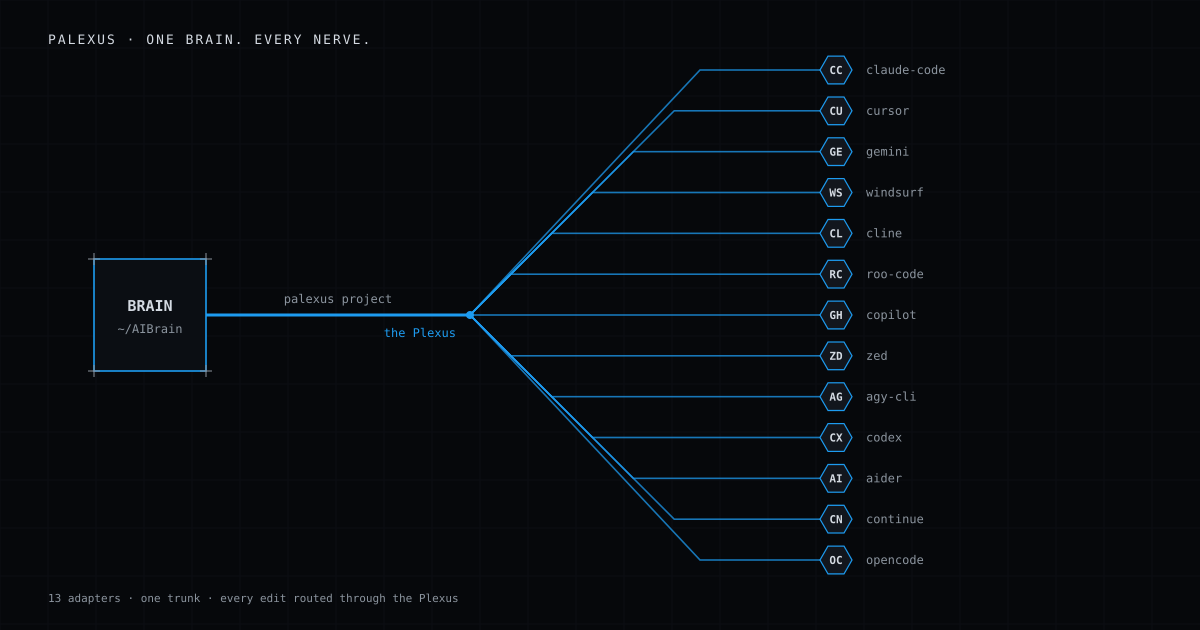 PALEXUS · ONE BRAIN. EVERY NERVE.
CC claude-code
CU cursor
GE gemini
WS windsurf
CL cline
RC roo-code
BRAIN
~/AIBrain
palexus project
the Plexus
GH copilot
ZD zed
AG agy-cli
CX codex
AI aider
CN continue
OC opencode
13 adapters · one trunk · every edit routed through the Plexus